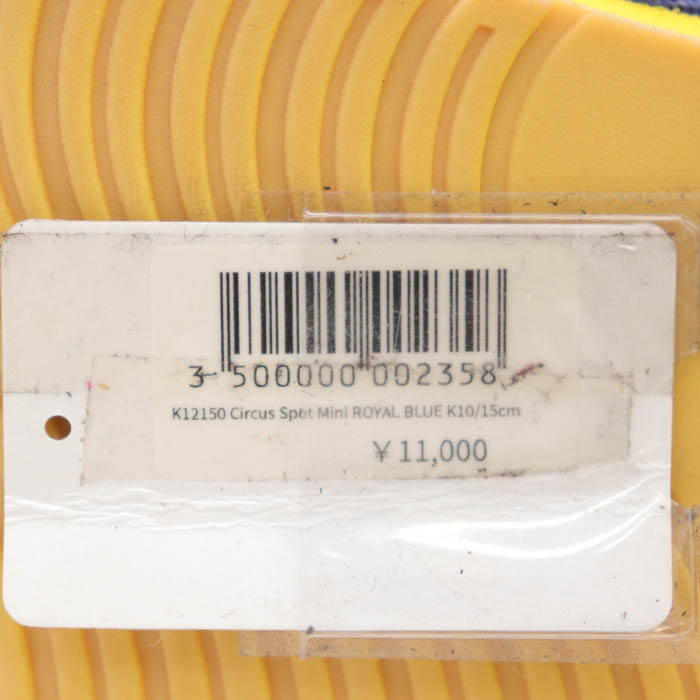 3 500000 002358
K12150 Circus Spot Mini ROYAL BLUE K10/15cm
¥ 11,000